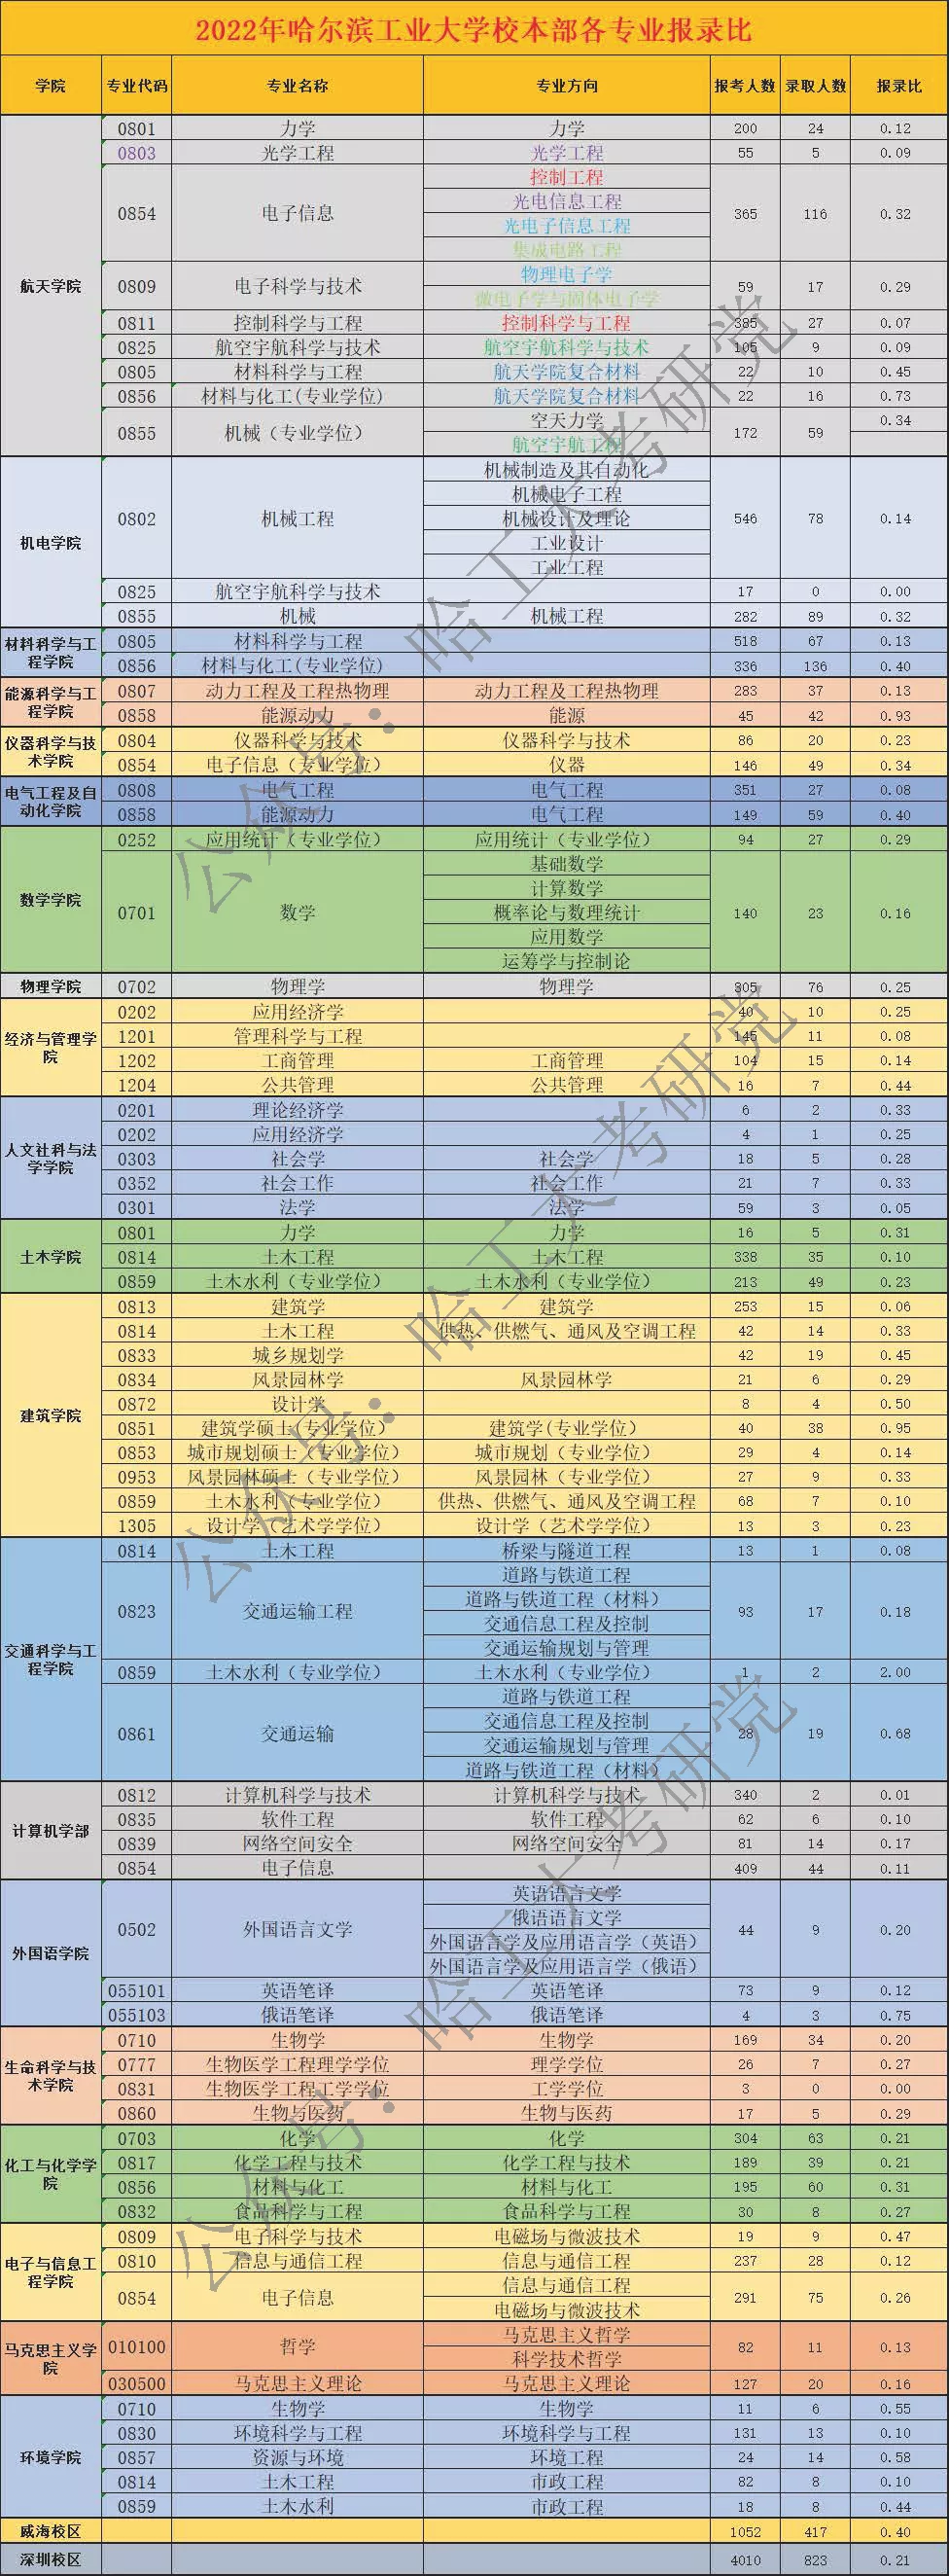 2022年哈尔滨工业大学校本部各专业报录比
学院 专业代码 专业名称 专业方向 报考人数 录取人数 报录比
航天学院
0801 力学 力学 200 24 0.12
0803 光学工程 光学工程 55 5 0.09
0854 电子信息 控制工程 365 116 0.32
光电信息工程
光电子信息工程
集成电路工程
0809 电子科学与技术 物理电子学 59 17 0.29
微电子学与固体电子学
0811 控制科学与工程 控制科学与工程 385 27 0.07
0825 航空宇航科学与技术 航空宇航科学与技术 105 9 0.09
0805 材料科学与工程 航天学院复合材料 22 10 0.45
0856 材料与化工(专业学位) 航天学院复合材料 22 16 0.73
0855 机械（专业学位） 空天力学 172 59 0.34
航空宇航工程
机电学院
0802 机械工程 机械制造及其自动化 546 78 0.14
机械电子工程
机械设计及理论
工业设计
工业工程
0825 航空宇航科学与技术 17 0 0.00
0855 机械 机械工程 282 89 0.32
材料科学与工程学院
0805 材料科学与工程 518 67 0.13
0856 材料与化工(专业学位) 336 136 0.40
能源科学与工程学院
0807 动力工程及工程热物理 动力工程及工程热物理 283 37 0.13
0858 能源动力 能源 45 42 0.93
仪器科学与技术学院
0804 仪器科学与技术 仪器科学与技术 86 20 0.23
0854 电子信息（专业学位） 仪器 146 49 0.34
电气工程及自动化学院
0808 电气工程 电气工程 351 27 0.08
0858 能源动力 电气工程 149 59 0.40
数学学院
0252 应用统计（专业学位） 应用统计（专业学位） 94 27 0.29
0701 数学 基础数学 140 23 0.16
计算数学
概率论与数理统计
应用数学
运筹学与控制论
物理学院
0702 物理学 物理学 305 76 0.25
经济与管理学院
0202 应用经济学 40 10 0.25
1201 管理科学与工程 145 11 0.08
1202 工商管理 工商管理 104 15 0.14
1204 公共管理 公共管理 16 7 0.44
人文社科与法学学院
0201 理论经济学 6 2 0.33
0202 应用经济学 4 1 0.25
0303 社会学 社会学 18 5 0.28
0352 社会工作 社会工作 21 7 0.33
0301 法学 法学 59 3 0.05
土木学院
0801 力学 力学 16 5 0.31
0814 土木工程 土木工程 338 35 0.10
0859 土木水利（专业学位） 土木水利（专业学位） 213 49 0.23
建筑学院
0813 建筑学 建筑学 253 15 0.06
0814 土木工程 供热、供燃气、通风及空调工程 42 14 0.33
0833 城乡规划学 42 19 0.45
0834 风景园林学 风景园林学 21 6 0.29
0872 设计学 8 4 0.50
0851 建筑学硕士(专业学位） 建筑学(专业学位） 40 38 0.95
0853 城市规划硕士（专业学位） 城市规划（专业学位） 29 4 0.14
0953 风景园林硕士（专业学位） 风景园林（专业学位） 27 9 0.33
0859 土木水利（专业学位） 供热、供燃气、通风及空调工程 68 7 0.10
1305 设计学（艺术学学位） 设计学（艺术学学位） 13 3 0.23
交通科学与工程学院
0814 土木工程 桥梁与隧道工程 13 1 0.08
0823 交通运输工程 道路与铁道工程 93 17 0.18
道路与铁道工程（材料）
交通信息工程及控制
交通运输规划与管理
0859 土木水利（专业学位） 土木水利（专业学位） 1 2 2.00
0861 交通运输 道路与铁道工程 28 19 0.68
交通信息工程及控制
交通运输规划与管理
道路与铁道工程（材料）
计算机学部
0812 计算机科学与技术 计算机科学与技术 340 2 0.01
0835 软件工程 软件工程 62 6 0.10
0839 网络空间安全 网络空间安全 81 14 0.17
0854 电子信息 409 44 0.11
外国语学院
0502 外国语言文学 英语语言文学 44 9 0.20
俄语语言文学
外国语言学及应用语言学（英语）
外国语言学及应用语言学（俄语）
055101 英语笔译 英语笔译 73 9 0.12
055103 俄语笔译 俄语笔译 4 3 0.75
生命科学与技术学院
0710 生物学 生物学 169 34 0.20
0777 生物医学工程理学学位 理学学位 26 7 0.27
0831 生物医学工程工学学位 工学学位 3 0 0.00
0860 生物与医药 生物与医药 17 5 0.29
化工与化学学院
0703 化学 化学 304 63 0.21
0817 化学工程与技术 化学工程与技术 189 39 0.21
0856 材料与化工 材料与化工 195 60 0.31
0832 食品科学与工程 食品科学与工程 30 8 0.27
电子与信息工程学院
0809 电子科学与技术 电磁场与微波技术 19 9 0.47
0810 信息与通信工程 信息与通信工程 237 28 0.12
0854 电子信息 信息与通信工程 291 75 0.26
电磁场与微波技术
马克思主义学院
010100 哲学 马克思主义哲学 82 11 0.13
科学技术哲学
030500 马克思主义理论 马克思主义理论 127 20 0.16
环境学院
0710 生物学 生物学 11 6 0.55
0830 环境科学与工程 环境科学与工程 131 13 0.10
0857 资源与环境 环境工程 24 14 0.58
0814 土木工程 市政工程 82 8 0.10
0859 土木水利 市政工程 18 8 0.44
威海校区 1052 417 0.40
深圳校区 4010 823 0.21
公众号：哈工大考研党
公众号：哈工大考研党
公众号：哈工大考研党